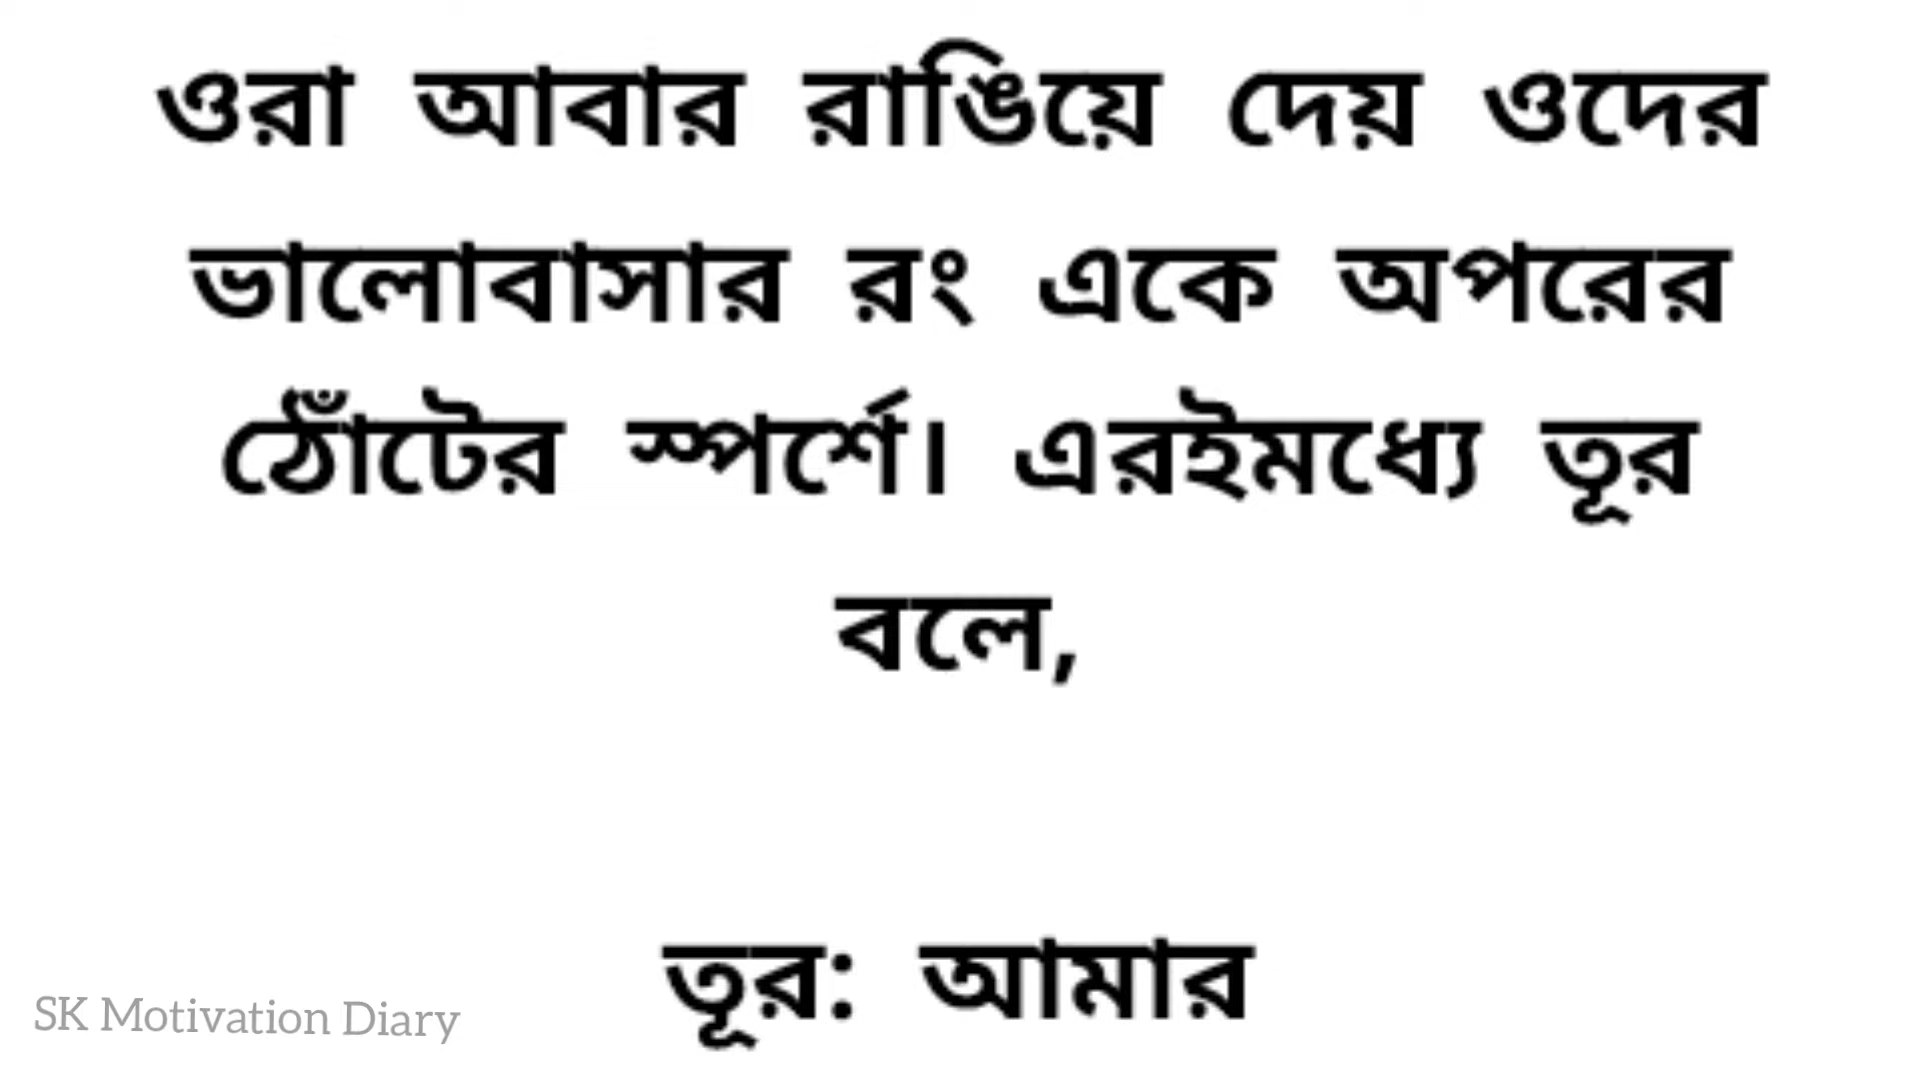 ওরা আবার রাঙিয়ে দেয় ওদের
ভালোবাসার রং একে অপরের
ঠোঁটের স্পর্শে। এরইমধ্যে তূর
বলে,
তূর: আমার
SK Motivation Diary